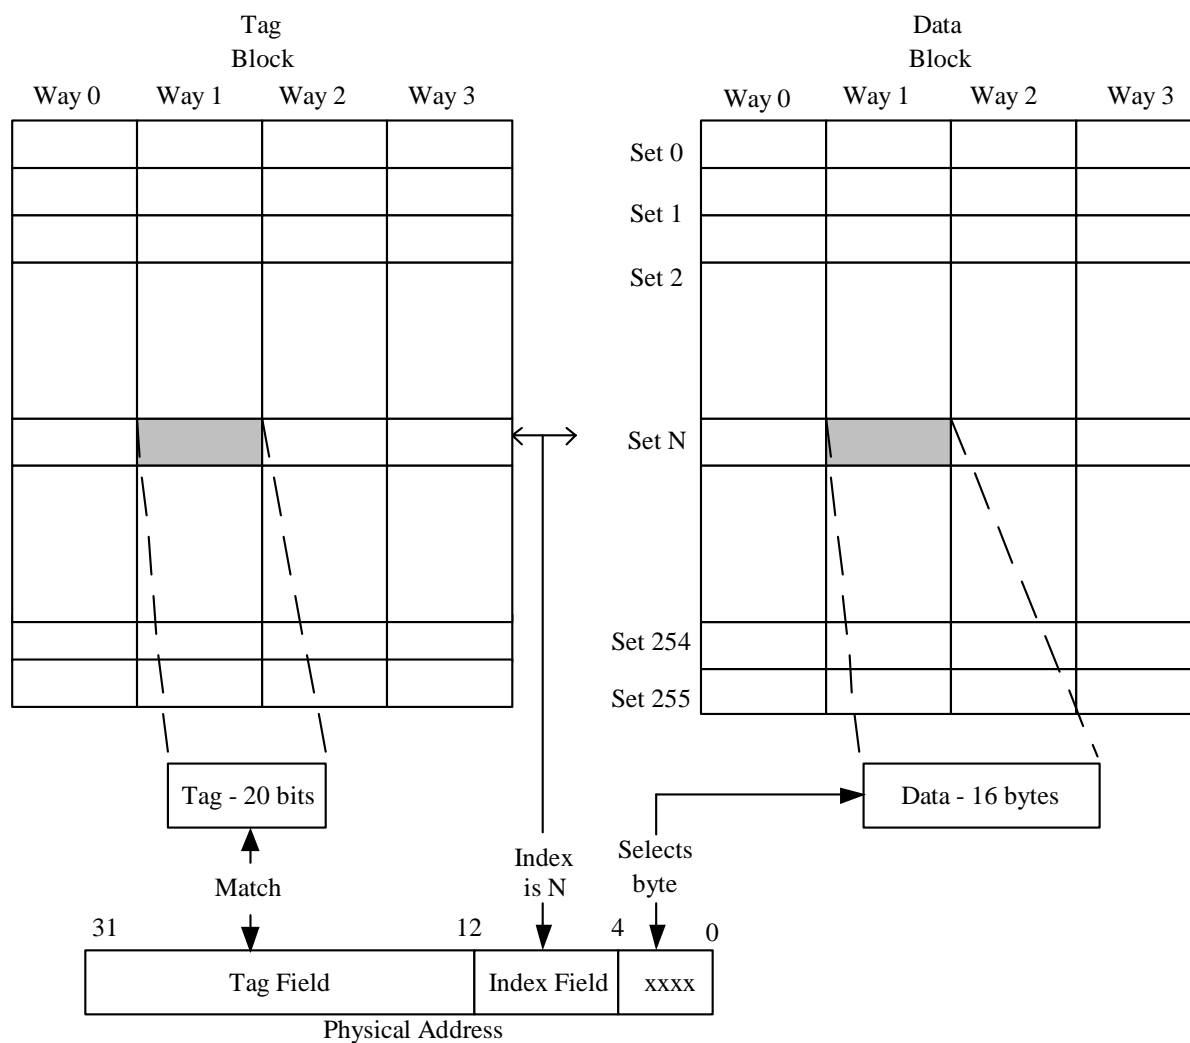 Tag
Block
Data
Block
Way 0 Way 1 Way 2 Way 3
Way 0 Way 1 Way 2 Way 3
Set 0
Set 1
Set 2
Set N
Set 254
Set 255
Tag - 20 bits
Data - 16 bytes
Match
Index
is N
Selects
byte
31 12 4 0
Tag Field Index Field xxxx
Physical Address